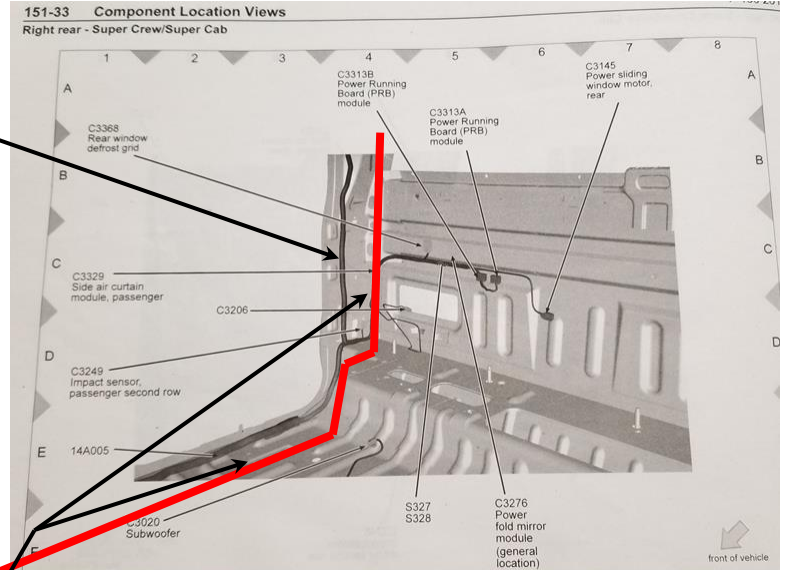 151-33 Component Location Views
Right rear - Super Crew/Super Cab
1 2 3 4 5 6 7 8
A
A
C3313B
Power Running
Board (PRB)
module
C3145
Power sliding
window motor,
rear
C3313A
Power Running
Board (PRB)
module
C3368
Rear window
defrost grid
B
B
C
C
C3329
Side air curtain
module, passenger
C3206
D
D
C3249
Impact sensor,
passenger second row
E
14A005
C3020
Subwoofer
S327
S328
C3276
Power
fold mirror
module
(general
location)
front of vehicle